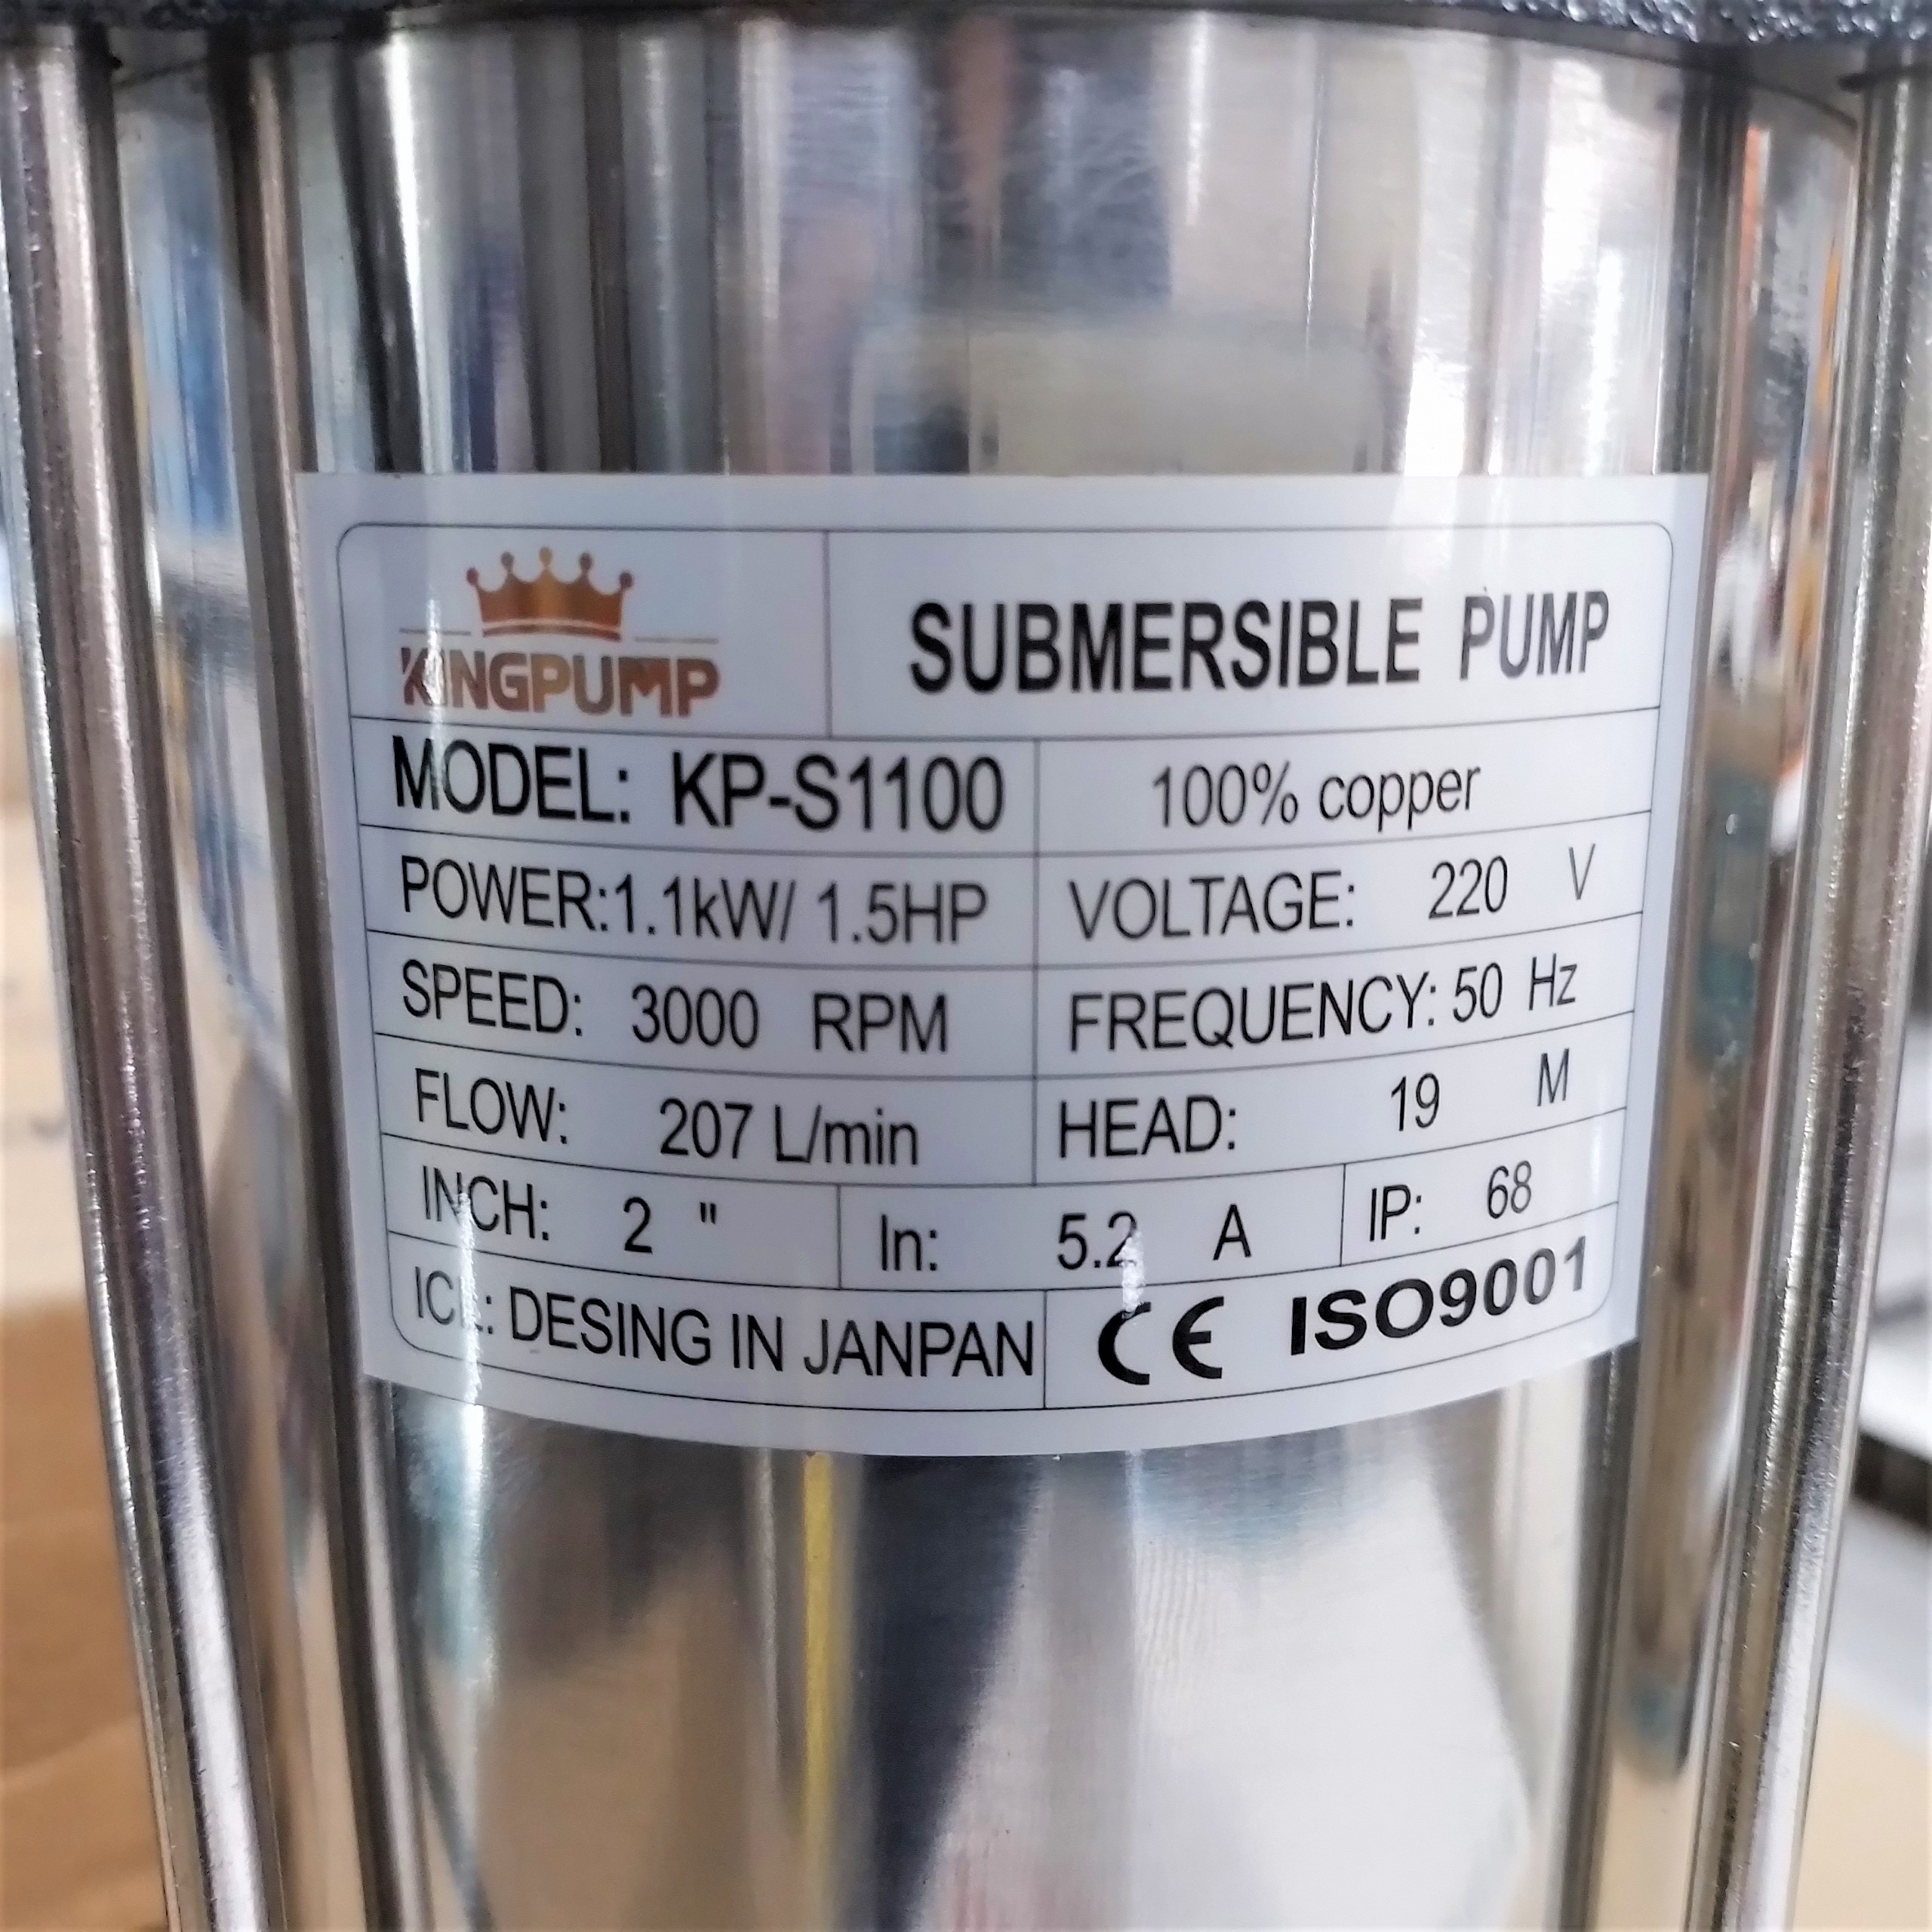 KINGPUMP
SUBMERSIBLE PUMP
MODEL: KP-S1100
100% copper
POWER:1.1kW/ 1.5HP
VOLTAGE: 220 V
SPEED: 3000 RPM
FREQUENCY: 50 Hz
FLOW: 207 L/min
HEAD: 19 M
INCH: 2 "
In: 5.2 A
IP: 68
DESING IN JANPAN
CE ISO9001